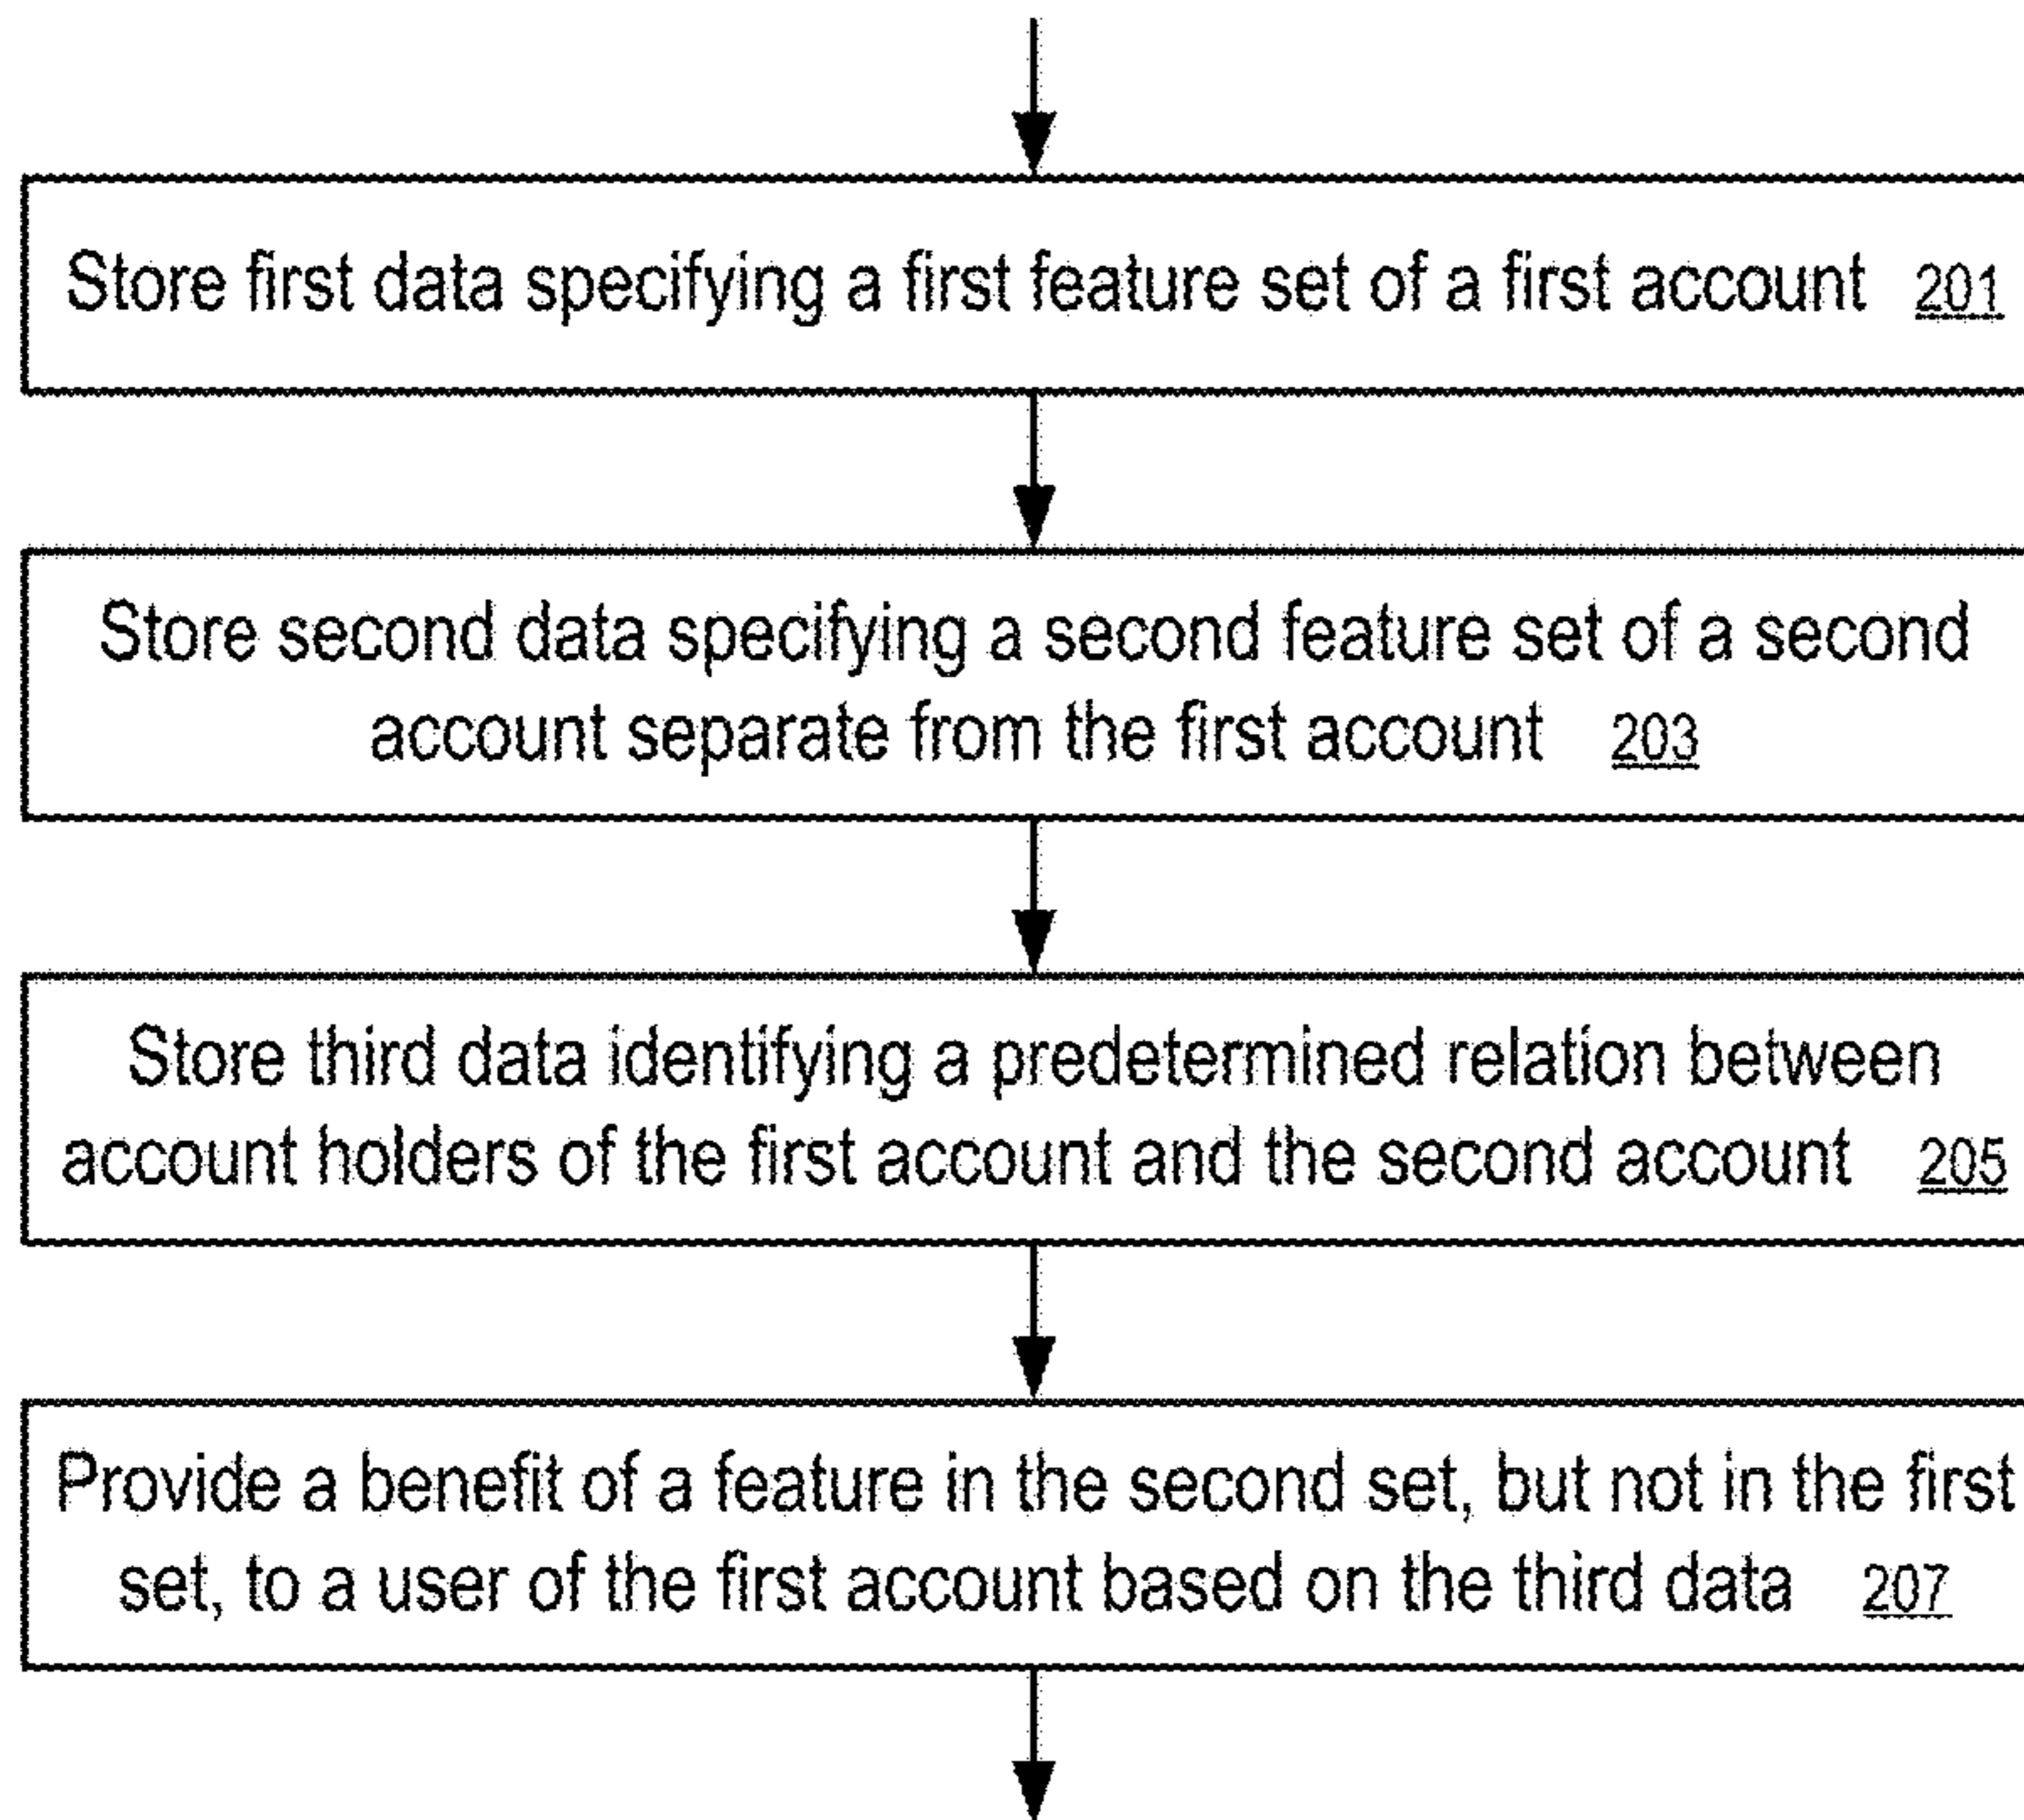 Store first data specifying a first feature set of a first account 201
Store second data specifying a second feature set of a second
account separate from the first account 203
Store third data identifying a predetermined relation between
account holders of the first account and the second account 205
Provide a benefit of a feature in the second set, but not in the first
set, to a user of the first account based on the third data 207